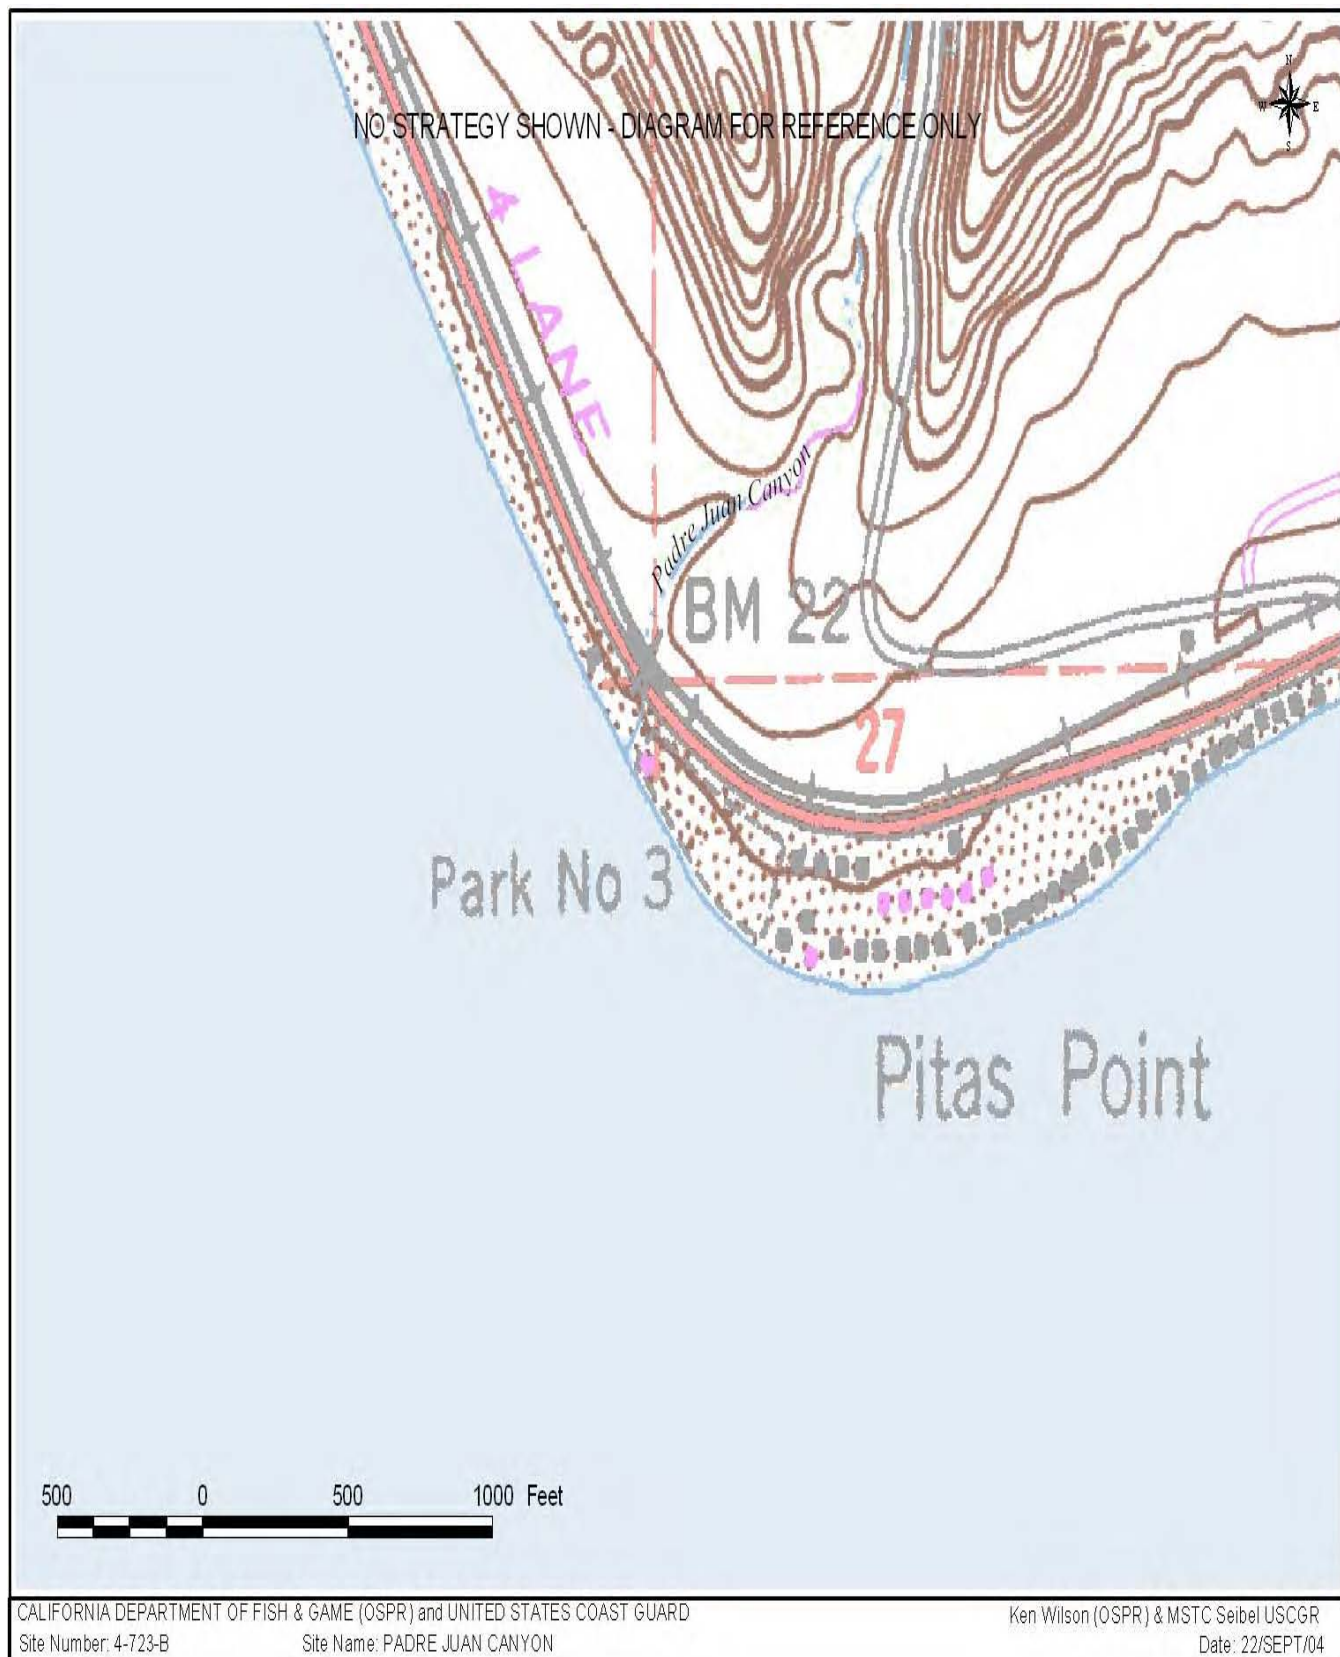 N
W E
S
NO STRATEGY SHOWN - DIAGRAM FOR REFERENCE ONLY
4 LANE
Padre Juan Canyon
BM 22
27
Park No 3
Pitas Point
500 0 500 1000 Feet
CALIFORNIA DEPARTMENT OF FISH & GAME (OSPR) and UNITED STATES COAST GUARD
Ken Wilson (OSPR) & MSTC Seibel USCGR
Site Number: 4-723-B Site Name: PADRE JUAN CANYON
Date: 22/SEPT/04